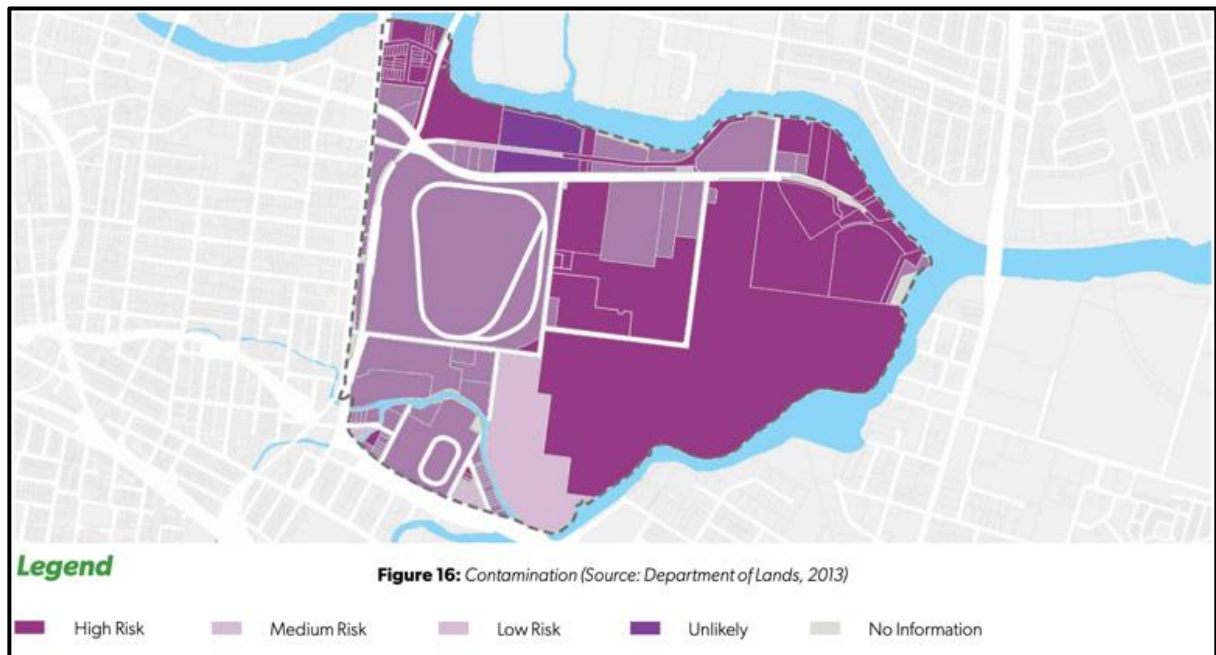 Legend
Figure 16: Contamination (Source: Department of Lands, 2013)
High Risk Medium Risk Low Risk Unlikely No Information